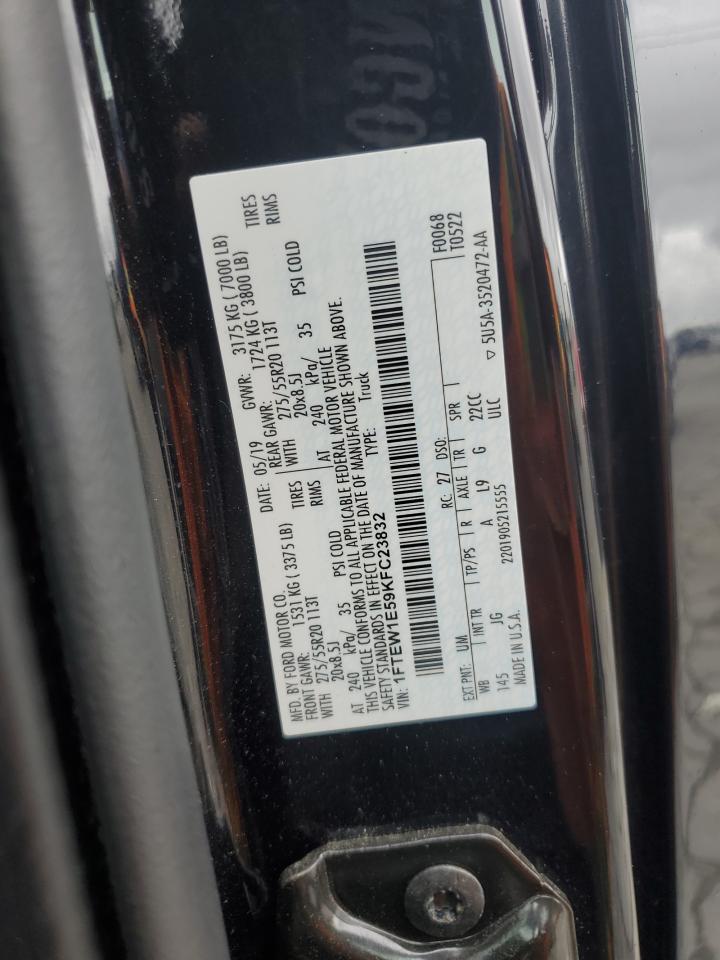 MFD. BY FORD MOTOR CO. DATE: 05/19 GVWR: 3175 KG ( 7000 LB)
FRONT GAWR: 1531 KG ( 3375 LB) REAR GAWR: 1724 KG ( 3800 LB)
WITH 275/55R20 113T TIRES WITH 275/55R20 113T TIRES
20x8.5J RIMS 20x8.5J RIMS
AT 240 kPa/ 35 PSI COLD AT 240 kPa/ 35 PSI COLD
THIS VEHICLE CONFORMS TO ALL APPLICABLE FEDERAL MOTOR VEHICLE
SAFETY STANDARDS IN EFFECT ON THE DATE OF MANUFACTURE SHOWN ABOVE.
VIN: 1FTEW1E59KFC23832 TYPE: Truck
EXT PNT: UM RC: 27 DSO: F0068
WB INT TR TP/PS R AXLE TR SPR T0522
145 JG A L9 G 22CC
MADE IN U.S.A. 2201905215555 ULC ▽ 5U5A-3520472-AA